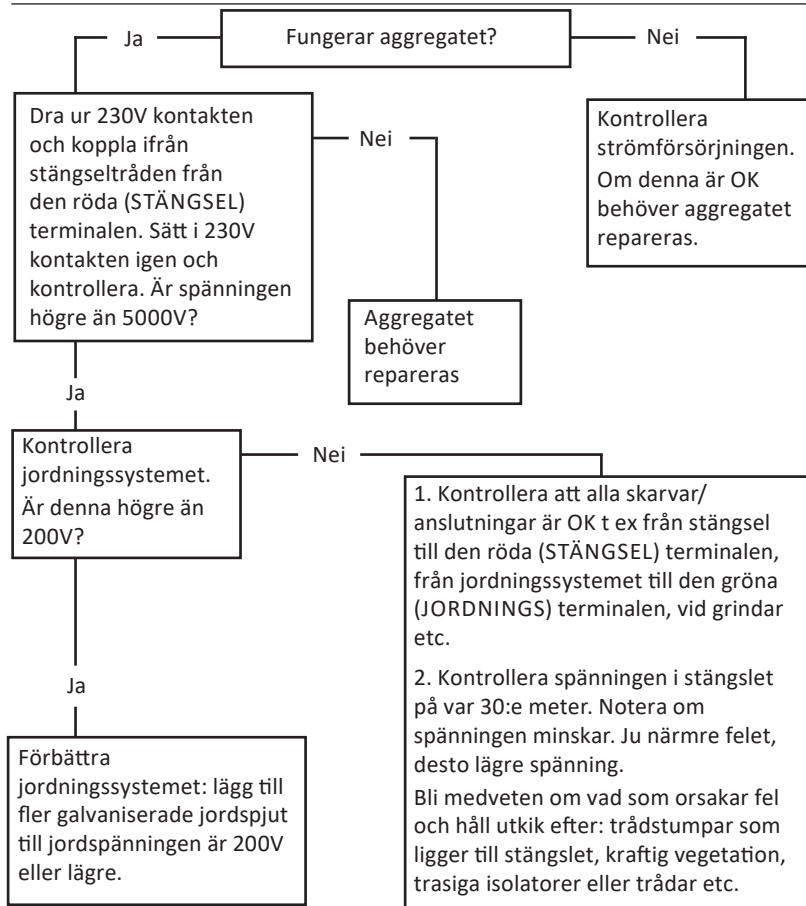 Fungerar aggregatet?
Ja
Nei
Dra ur 230V kontakten
och koppla ifrån
stängseltråden från
den röda (STÄNGSEL)
terminalen. Sätt i 230V
kontakten igen och
kontrollera. Är spänningen
högre än 5000V?
Nei
Kontrollera
strömförsörjningen.
Om denna är OK
behöver aggregatet
repareras.
Aggregatet
behöver
repareras
Ja
Kontrollera
jordningssystemet.
Är denna högre än
200V?
Nei
1. Kontrollera att alla skarvar/
anslutningar är OK t ex från stängsel
till den röda (STÄNGSEL) terminalen,
från jordningssystemet till den gröna
(JORDNINGS) terminalen, vid grindar
etc.
2. Kontrollera spänningen i stängslet
på var 30:e meter. Notera om
spänningen minskar. Ju närmre felet,
desto lägre spänning.
Bli medveten om vad som orsakar fel
och håll utkik efter: trådstumpar som
ligger till stängslet, kraftig vegetation,
trasiga isolatorer eller trådar etc.
Ja
Förbättra
jordningssystemet: lägg till
fler galvaniserade jordspjut
till jordspänningen är 200V
eller lägre.